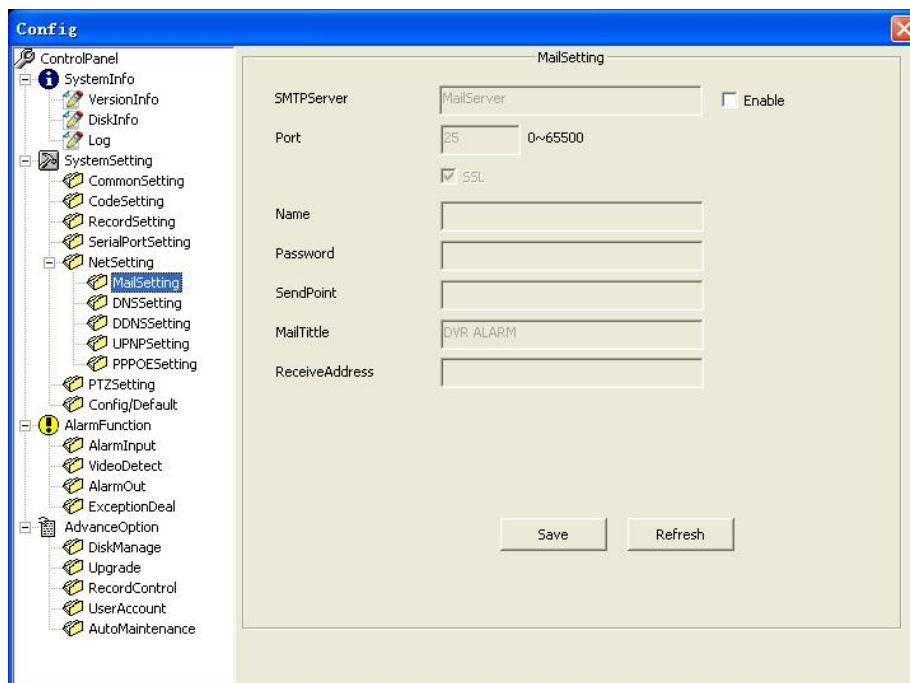 Config
ControlPanel
SystemInfo
VersionInfo
DiskInfo
Log
SystemSetting
CommonSetting
CodeSetting
RecordSetting
SerialPortSetting
NetSetting
MailSetting
DNSSetting
DDNSSetting
UPNPSetting
PPPOESetting
PTZSetting
Config/Default
AlarmFunction
AlarmInput
VideoDetect
AlarmOut
ExceptionDeal
AdvanceOption
DiskManage
Upgrade
RecordControl
UserAccount
AutoMaintenance
MailSetting
SMTPServer MailServer Enable
Port 25 0~65500
SSL
Name
Password
SendPoint
MailTittle DVR ALARM
ReceiveAddress
Save Refresh